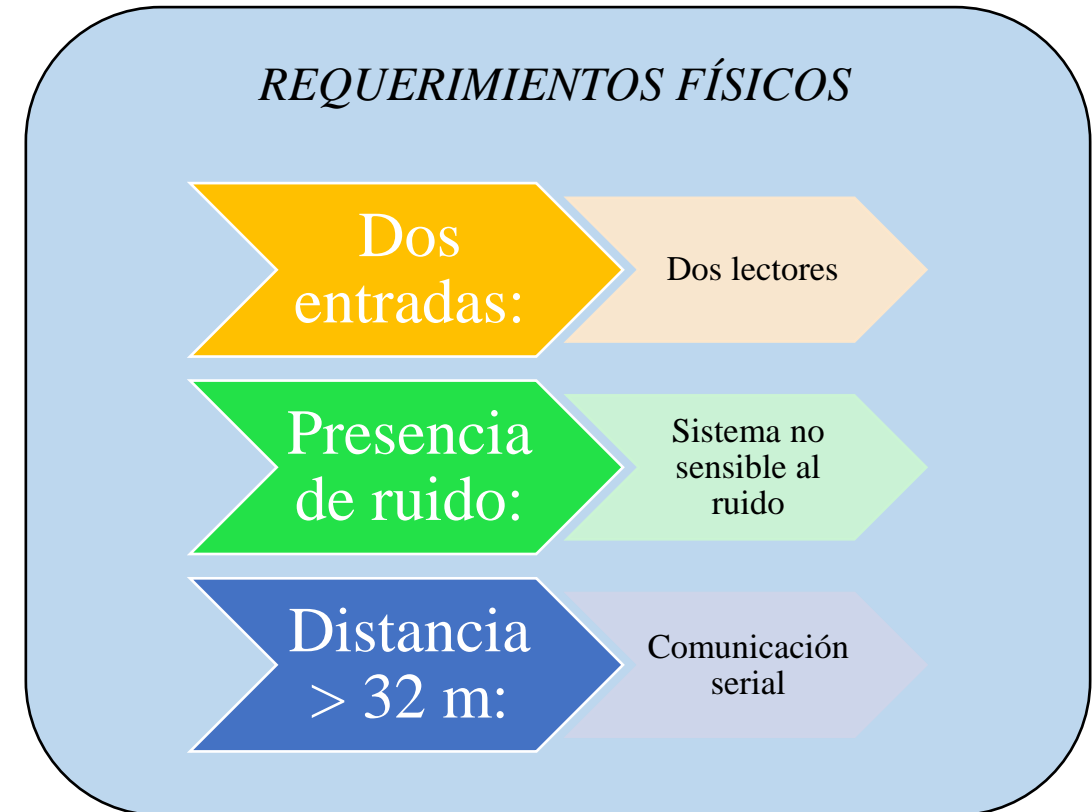 REQUERIMIENTOS FÍSICOS
Dos
entradas:
Dos lectores
Presencia
de ruido:
Sistema no
sensible al
ruido
Distancia
> 32 m:
Comunicación
serial